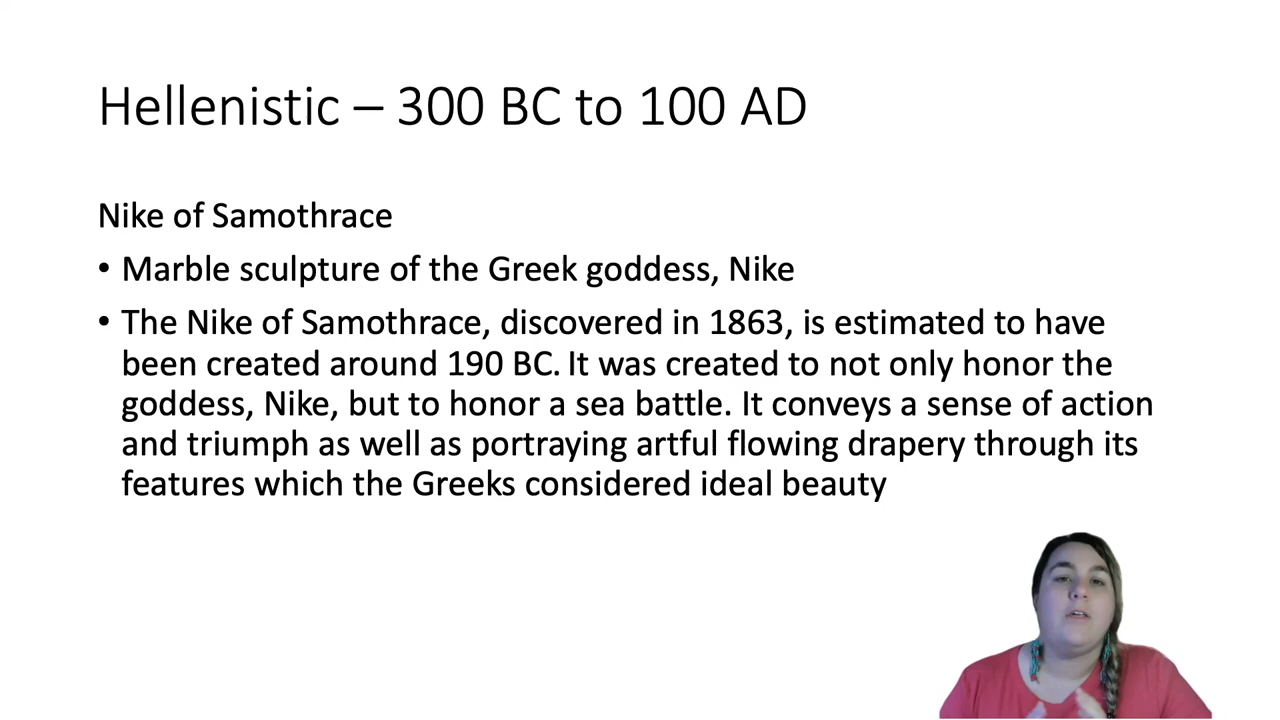 Hellenistic – 300 BC to 100 AD
Nike of Samothrace
• Marble sculpture of the Greek goddess, Nike
• The Nike of Samothrace, discovered in 1863, is estimated to have
been created around 190 BC. It was created to not only honor the
goddess, Nike, but to honor a sea battle. It conveys a sense of action
and triumph as well as portraying artful flowing drapery through its
features which the Greeks considered ideal beauty